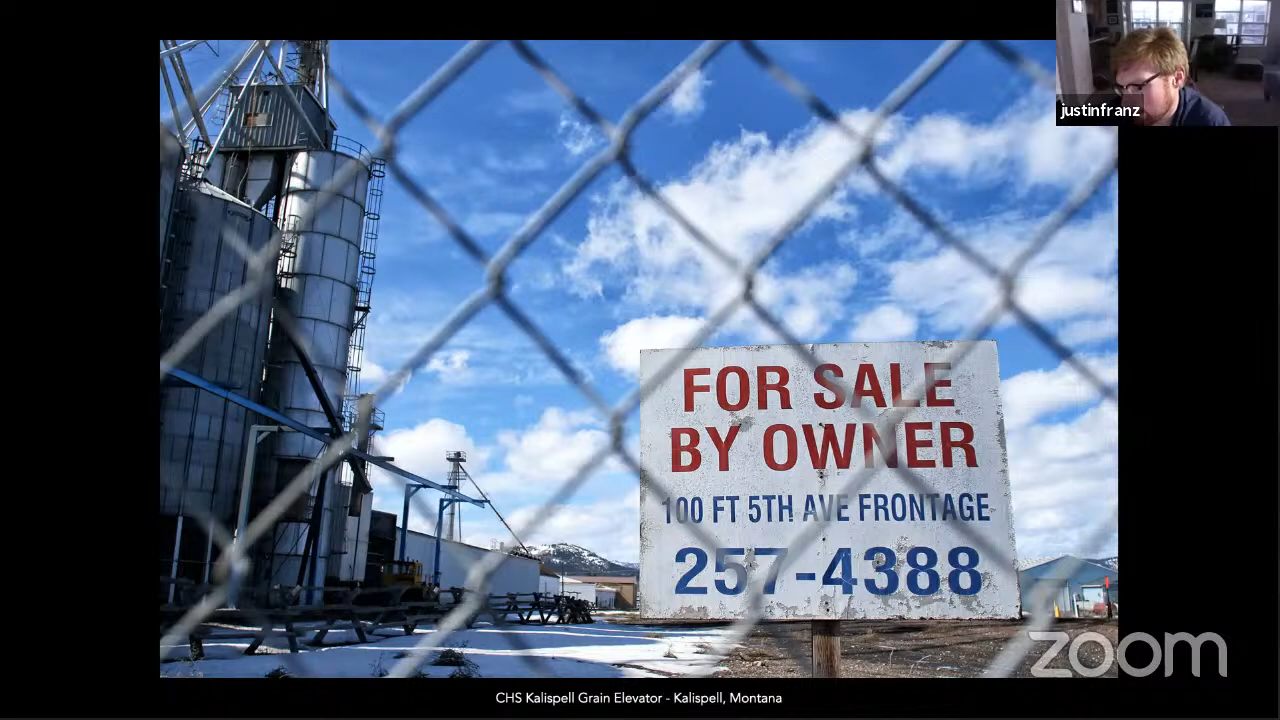 justinfranz
FOR SALE
BY OWNER
100 FT 5TH AVE FRONTAGE
257-4388
zoom
CHS Kalispell Grain Elevator - Kalispell, Montana